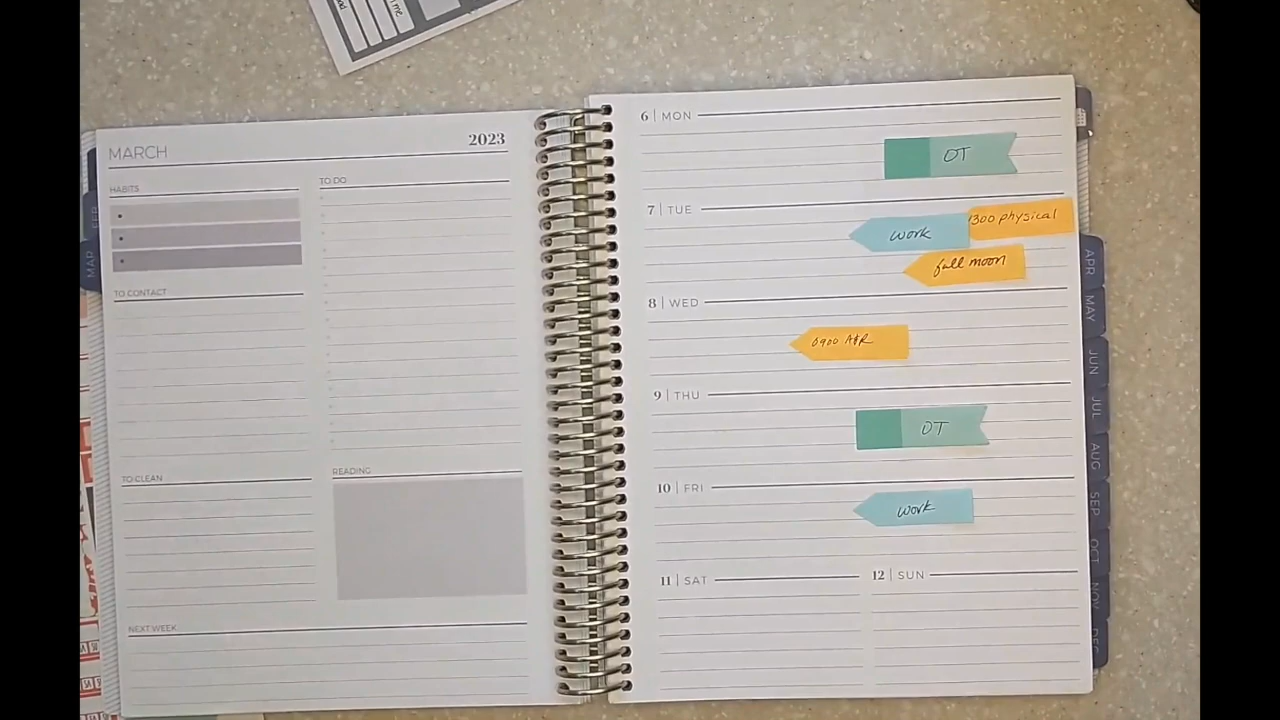 MARCH
2023
HABITS
TO DO
TO CONTACT
TO CLEAN
READING
NEXT WEEK
6 | MON
OT
7 | TUE
1300 physical
work
full moon
8 | WED
0900 A&R
9 | THU
OT
10 | FRI
work
11 | SAT
12 | SUN
FEB
MAR
APR
MAY
JUN
JUL
AUG
SEP
OCT
NOV
DEC